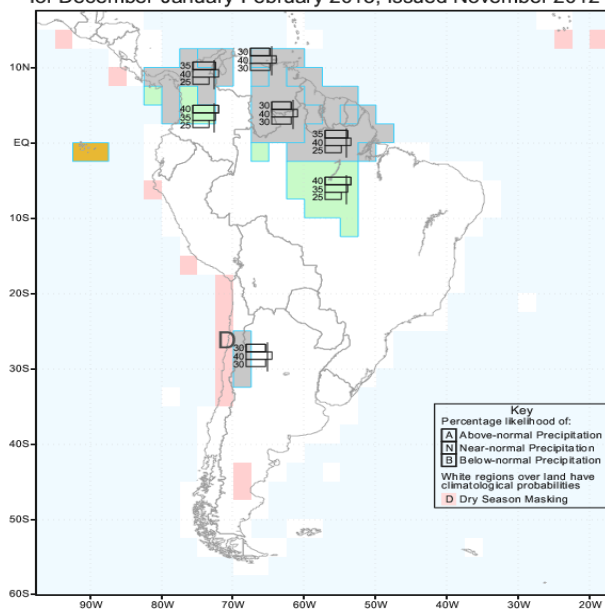 for December-January-February 2013, Issued November 2012
10N
EQ
10S
20S
30S
40S
50S
60S
90W
80W
70W
60W
50W
40W
30W
20W
35
40
25
30
40
30
40
35
25
30
40
30
35
40
25
40
35
25
D
30
40
30
Key
Percentage likelihood of:
A Above-normal Precipitation
N Near-normal Precipitation
B Below-normal Precipitation
White regions over land have
climatological probabilities
D Dry Season Masking